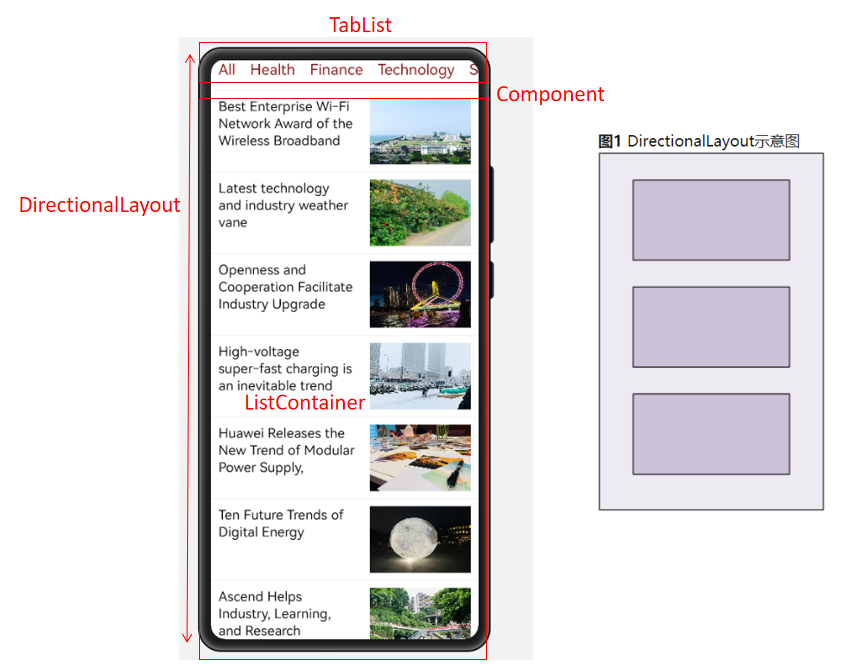 TabList
All Health Finance Technology S
Component
Best Enterprise Wi-Fi
Network Award of the
Wireless Broadband
图1 DirectionalLayout示意图
DirectionalLayout
Latest technology
and industry weather
vane
Openness and
Cooperation Facilitate
Industry Upgrade
High-voltage
super-fast charging is
an inevitable trend
ListContainer
Huawei Releases the
New Trend of Modular
Power Supply,
Ten Future Trends of
Digital Energy
Ascend Helps
Industry, Learning,
and Research